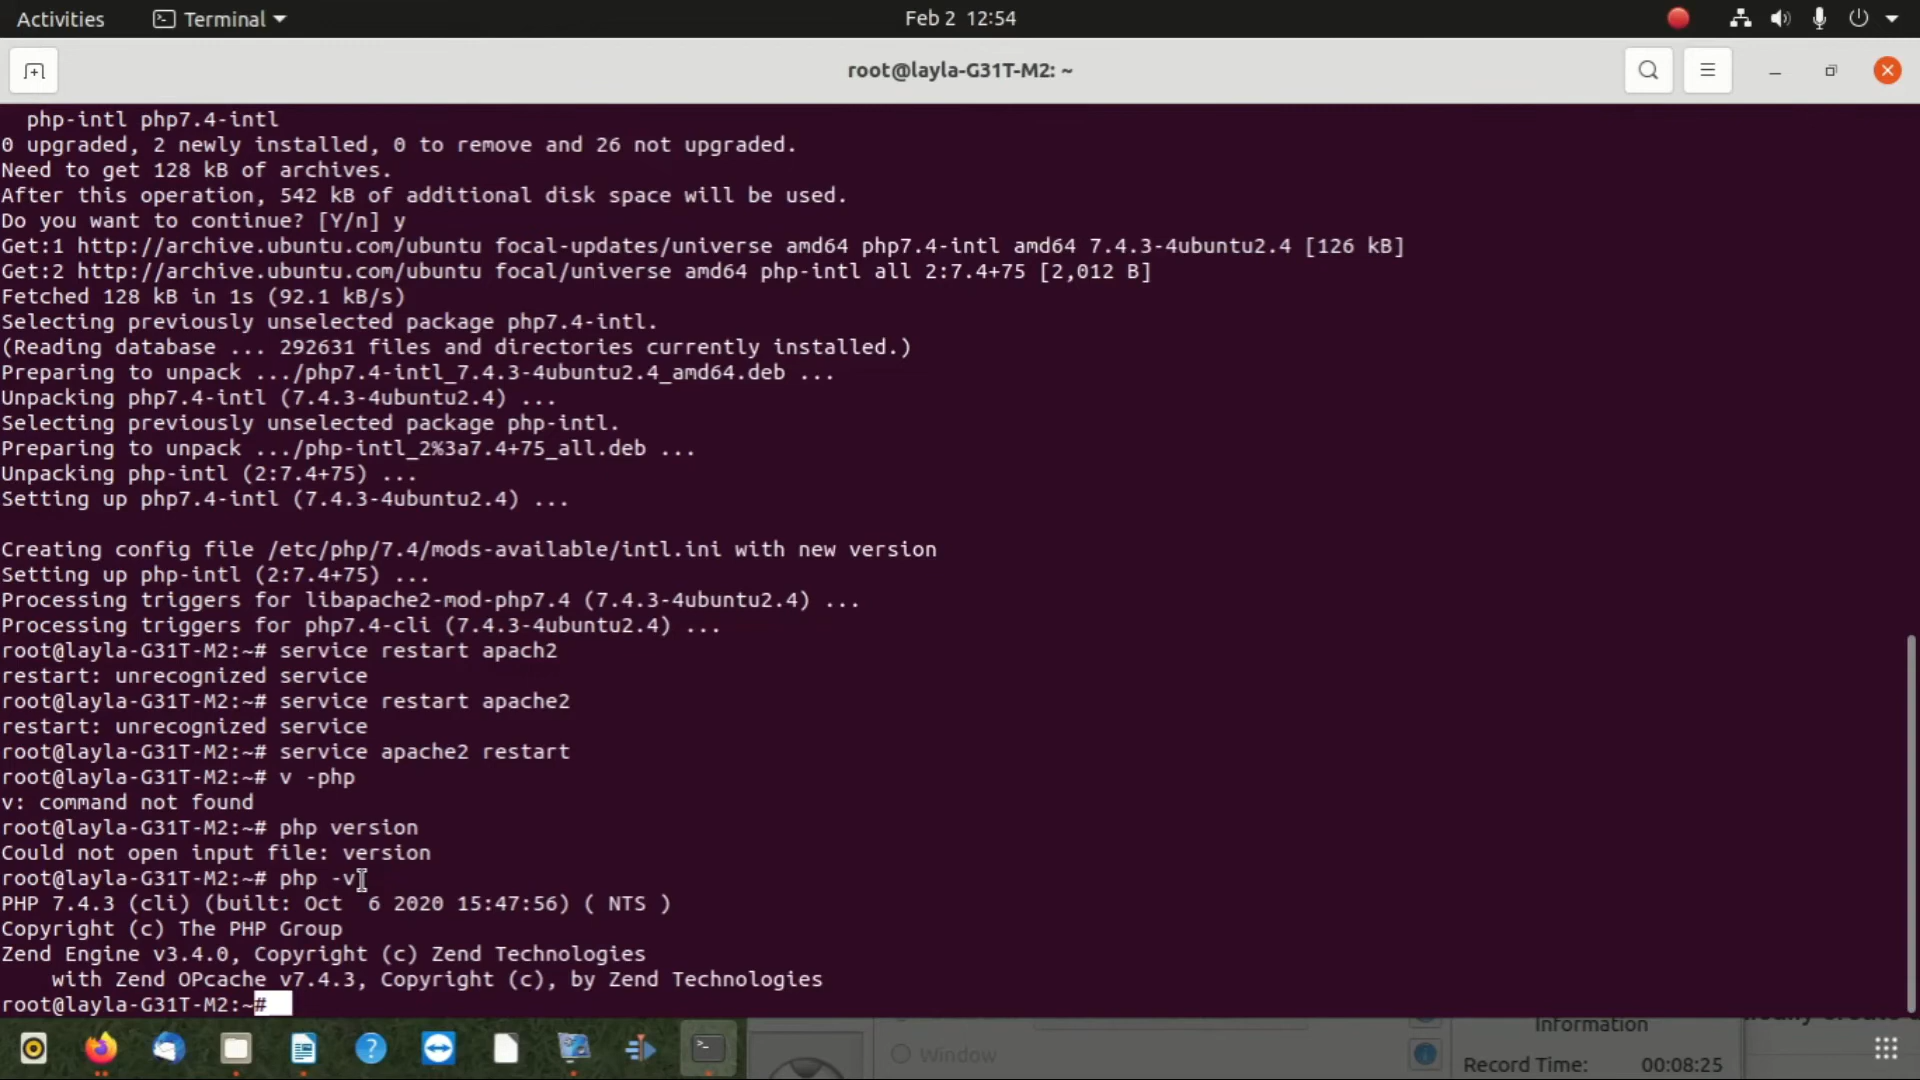 Activities Terminal Feb 2 12:54
root@layla-G31T-M2: ~
php-intl php7.4-intl
0 upgraded, 2 newly installed, 0 to remove and 26 not upgraded.
Need to get 128 kB of archives.
After this operation, 542 kB of additional disk space will be used.
Do you want to continue? [Y/n] y
Get:1 http://archive.ubuntu.com/ubuntu focal-updates/universe amd64 php7.4-intl amd64 7.4.3-4ubuntu2.4 [126 kB]
Get:2 http://archive.ubuntu.com/ubuntu focal/universe amd64 php-intl all 2:7.4+75 [2,012 B]
Fetched 128 kB in 1s (92.1 kB/s)
Selecting previously unselected package php7.4-intl.
(Reading database ... 292631 files and directories currently installed.)
Preparing to unpack .../php7.4-intl_7.4.3-4ubuntu2.4_amd64.deb ...
Unpacking php7.4-intl (7.4.3-4ubuntu2.4) ...
Selecting previously unselected package php-intl.
Preparing to unpack .../php-intl_2%3a7.4+75_all.deb ...
Unpacking php-intl (2:7.4+75) ...
Setting up php7.4-intl (7.4.3-4ubuntu2.4) ...
Creating config file /etc/php/7.4/mods-available/intl.ini with new version
Setting up php-intl (2:7.4+75) ...
Processing triggers for libapache2-mod-php7.4 (7.4.3-4ubuntu2.4) ...
Processing triggers for php7.4-cli (7.4.3-4ubuntu2.4) ...
root@layla-G31T-M2:~# service restart apach2
restart: unrecognized service
root@layla-G31T-M2:~# service restart apache2
restart: unrecognized service
root@layla-G31T-M2:~# service apache2 restart
root@layla-G31T-M2:~# v -php
v: command not found
root@layla-G31T-M2:~# php version
Could not open input file: version
root@layla-G31T-M2:~# php -v
PHP 7.4.3 (cli) (built: Oct  6 2020 15:47:56) ( NTS )
Copyright (c) The PHP Group
Zend Engine v3.4.0, Copyright (c) Zend Technologies
with Zend OPcache v7.4.3, Copyright (c), by Zend Technologies
root@layla-G31T-M2:~#
Information
Window
Record Time: 00:08:25